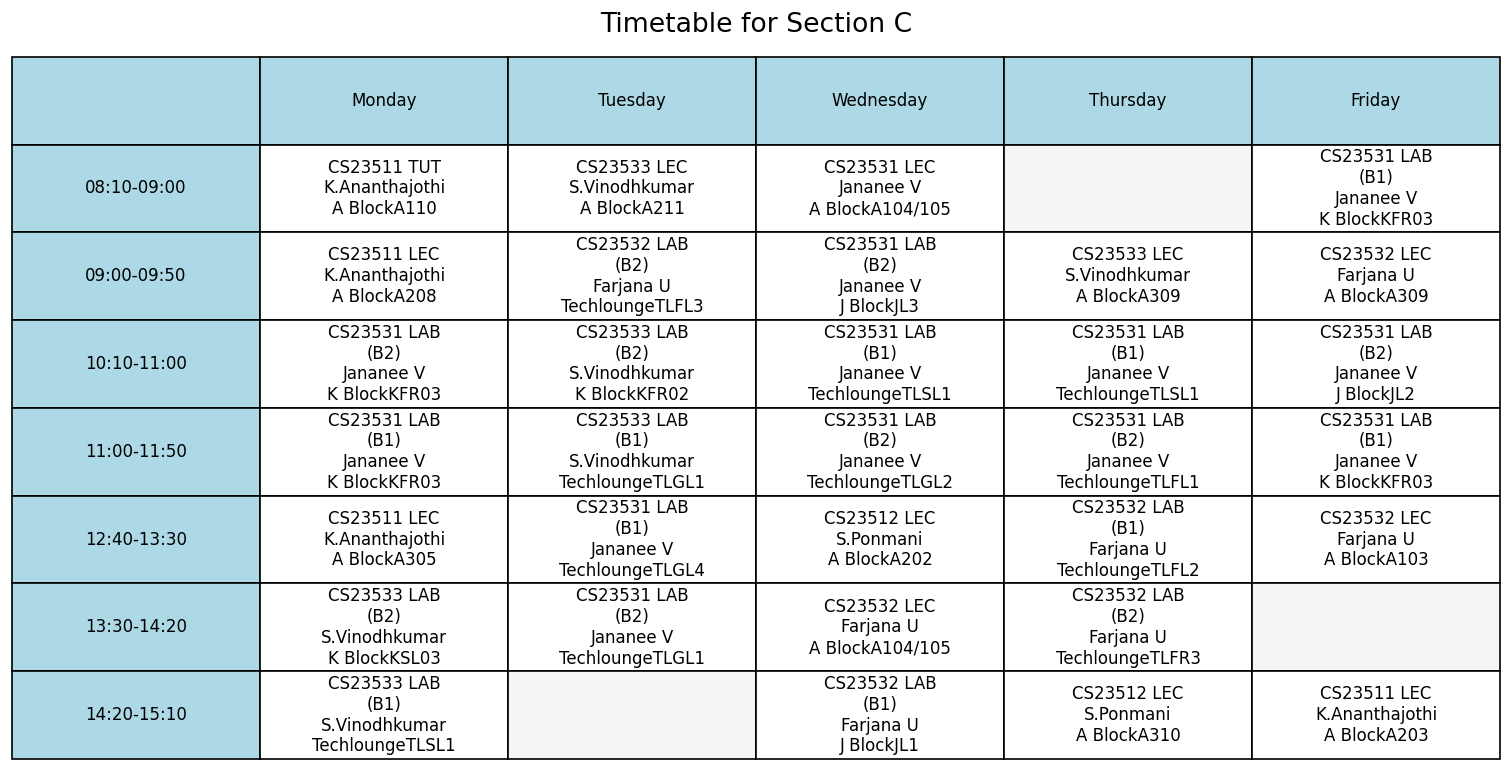 Timetable for Section C
Monday
Tuesday
Wednesday
Thursday
Friday
08:10-09:00
CS23511 TUT
K.Ananthajothi
A BlockA110
CS23533 LEC
S.Vinodhkumar
A BlockA211
CS23531 LEC
Jananee V
A BlockA104/105
CS23531 LAB
(B1)
Jananee V
K BlockKFR03
09:00-09:50
CS23511 LEC
K.Ananthajothi
A BlockA208
CS23532 LAB
(B2)
Farjana U
TechloungeTLFL3
CS23531 LAB
(B2)
Jananee V
J BlockJL3
CS23533 LEC
S.Vinodhkumar
A BlockA309
CS23532 LEC
Farjana U
A BlockA309
10:10-11:00
CS23531 LAB
(B2)
Jananee V
K BlockKFR03
CS23533 LAB
(B2)
S.Vinodhkumar
K BlockKFR02
CS23531 LAB
(B1)
Jananee V
TechloungeTLSL1
CS23531 LAB
(B1)
Jananee V
TechloungeTLSL1
CS23531 LAB
(B2)
Jananee V
J BlockJL2
11:00-11:50
CS23531 LAB
(B1)
Jananee V
K BlockKFR03
CS23533 LAB
(B1)
S.Vinodhkumar
TechloungeTLGL1
CS23531 LAB
(B2)
Jananee V
TechloungeTLGL2
CS23531 LAB
(B2)
Jananee V
TechloungeTLFL1
CS23531 LAB
(B1)
Jananee V
K BlockKFR03
12:40-13:30
CS23511 LEC
K.Ananthajothi
A BlockA305
CS23531 LAB
(B1)
Jananee V
TechloungeTLGL4
CS23512 LEC
S.Ponmani
A BlockA202
CS23532 LAB
(B1)
Farjana U
TechloungeTLFL2
CS23532 LEC
Farjana U
A BlockA103
13:30-14:20
CS23533 LAB
(B2)
S.Vinodhkumar
K BlockKSL03
CS23531 LAB
(B2)
Jananee V
TechloungeTLGL1
CS23532 LEC
Farjana U
A BlockA104/105
CS23532 LAB
(B2)
Farjana U
TechloungeTLFR3
14:20-15:10
CS23533 LAB
(B1)
S.Vinodhkumar
TechloungeTLSL1
CS23532 LAB
(B1)
Farjana U
J BlockJL1
CS23512 LEC
S.Ponmani
A BlockA310
CS23511 LEC
K.Ananthajothi
A BlockA203